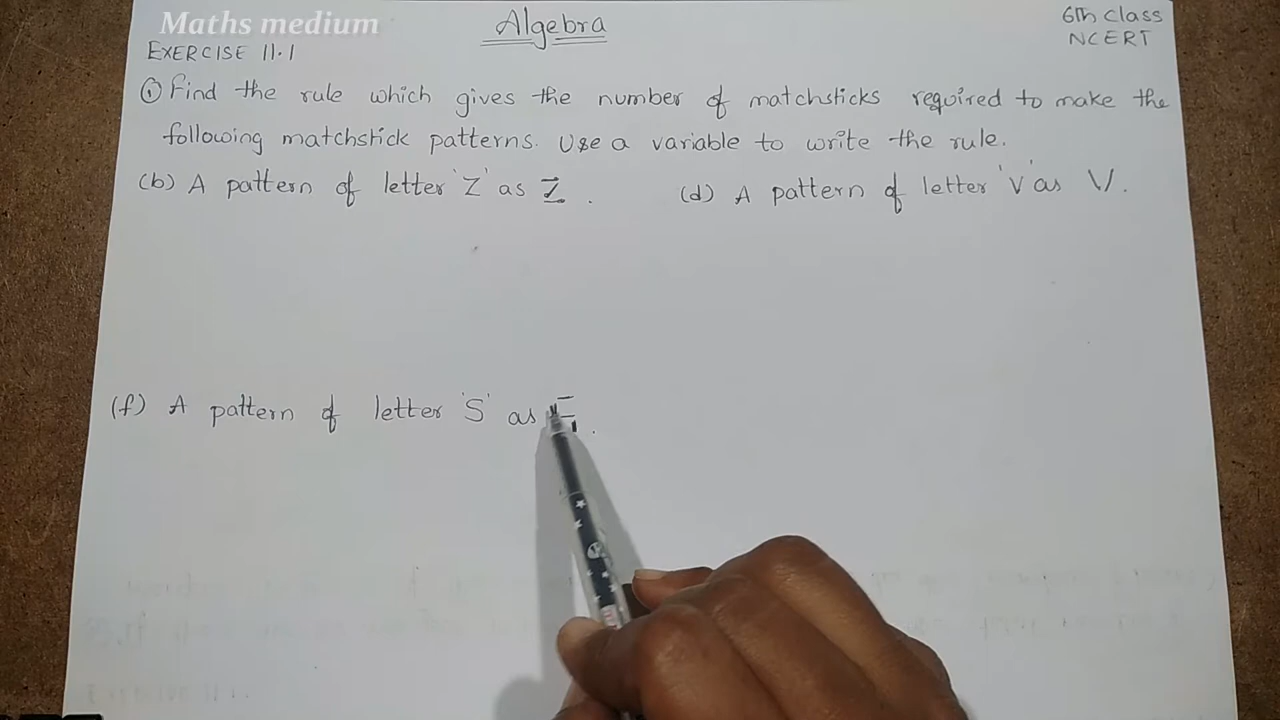 Maths medium
Algebra
6th class
NCERT
EXERCISE 11.1
① Find the rule which gives the number of matchsticks required to make the
following matchstick patterns. Use a variable to write the rule.
(b) A pattern of letter 'Z' as Z.
(d) A pattern of letter 'V' as V.
(f) A pattern of letter 'S' as